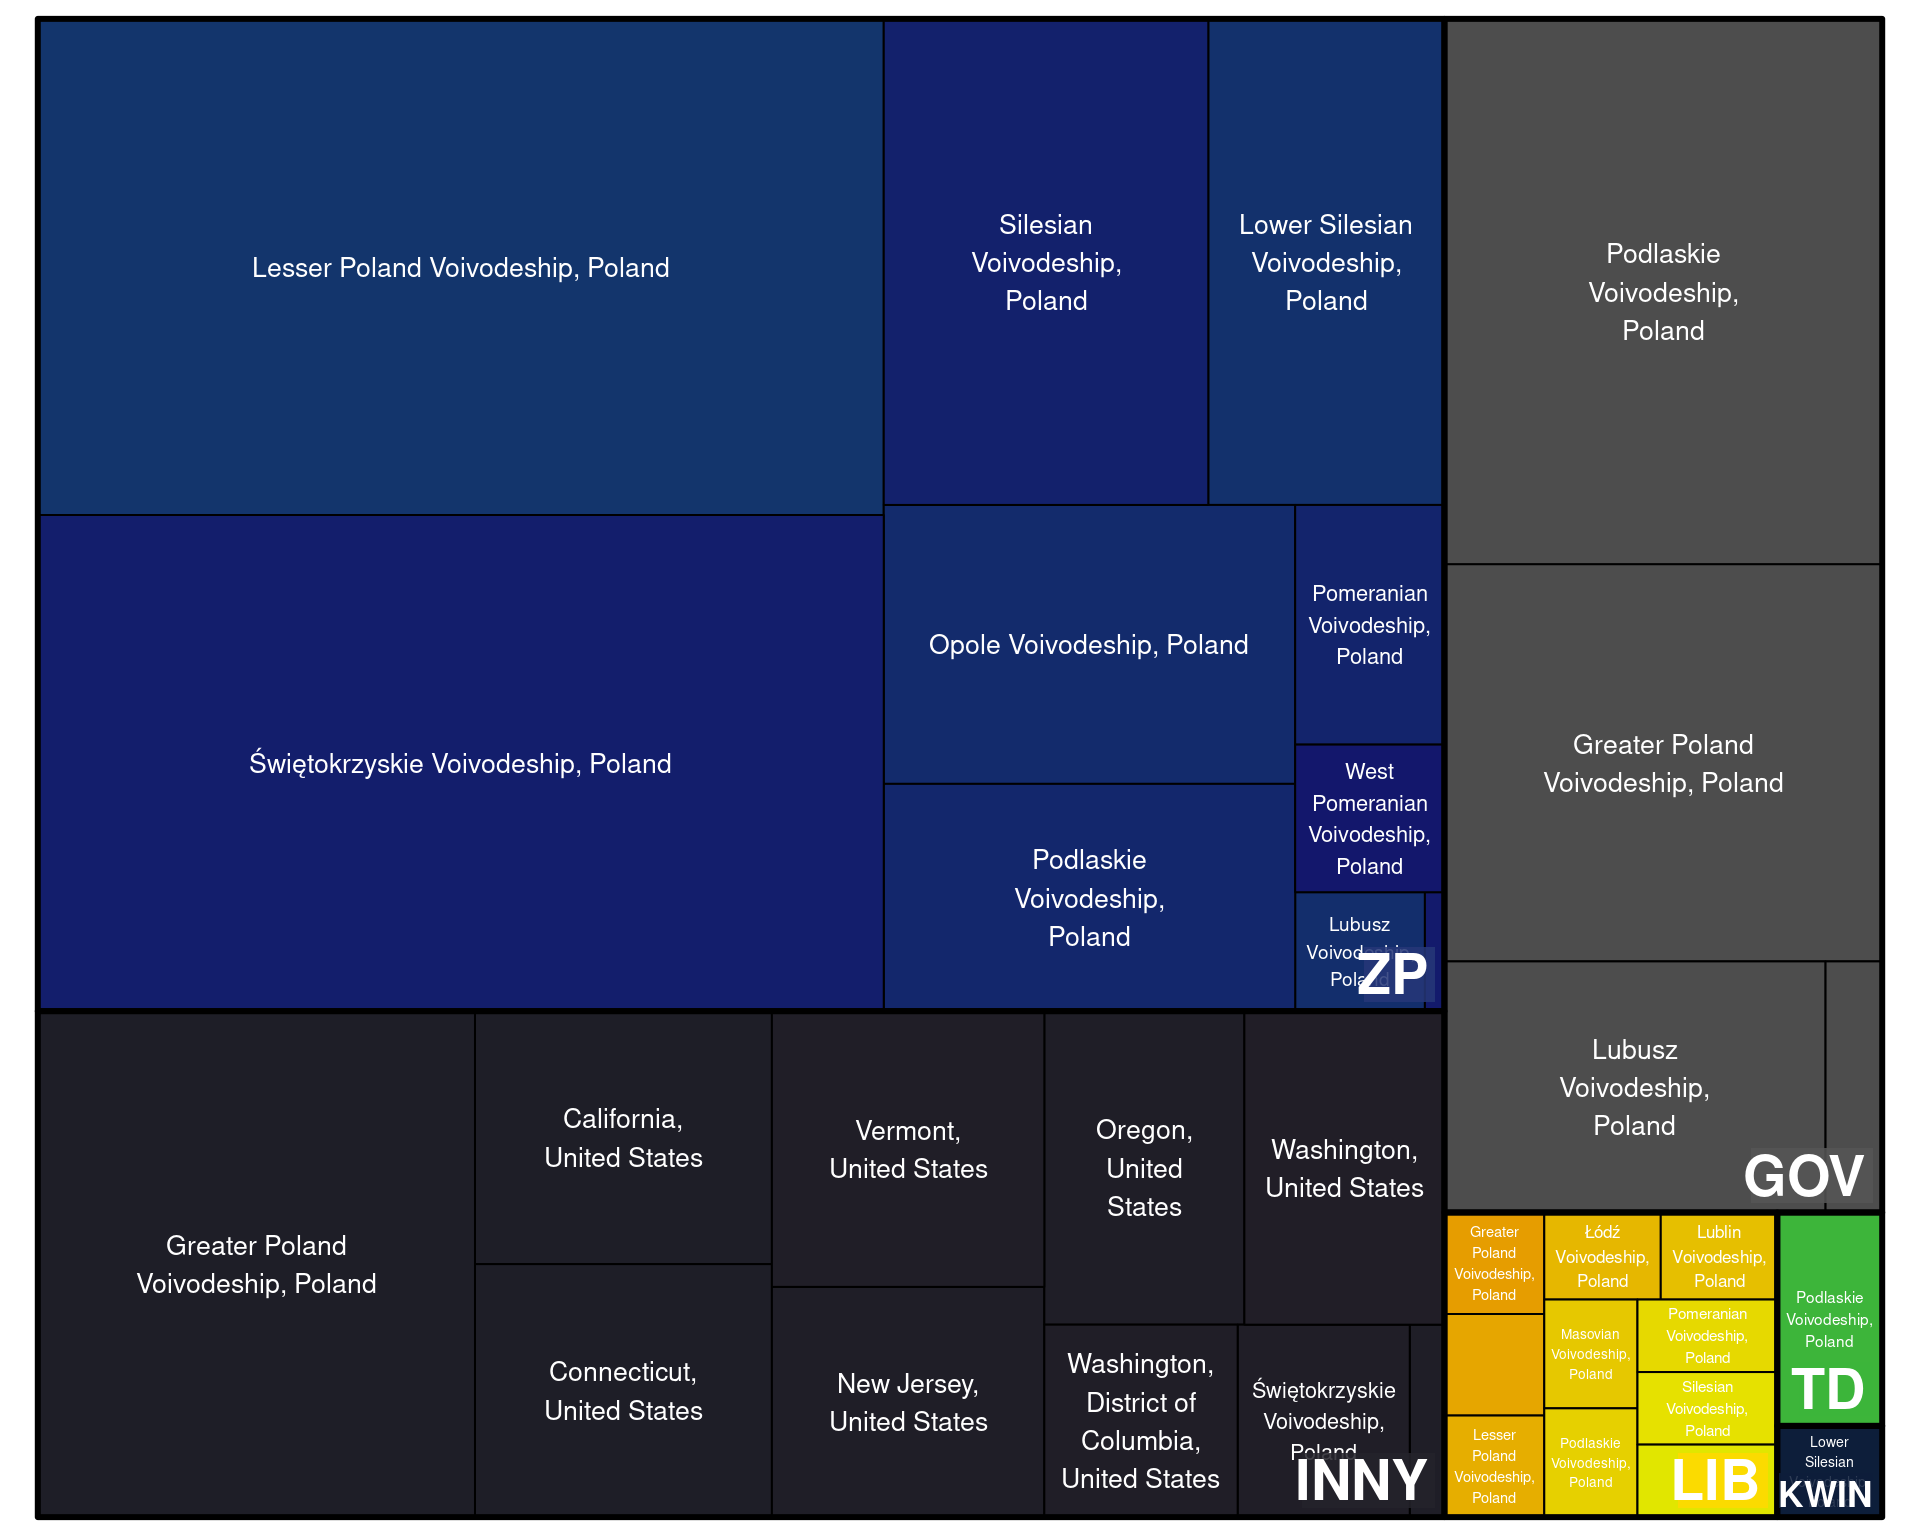 Lesser Poland Voivodeship, Poland
Świętokrzyskie Voivodeship, Poland
Silesian
Voivodeship,
Poland
Lower Silesian
Voivodeship,
Poland
Opole Voivodeship, Poland
Podlaskie
Voivodeship,
Poland
Pomeranian
Voivodeship,
Poland
West
Pomeranian
Voivodeship,
Poland
Lubusz
Voivodeship,
Poland
ZP
Podlaskie
Voivodeship,
Poland
Greater Poland
Voivodeship, Poland
Lubusz
Voivodeship,
Poland
GOV
Greater Poland
Voivodeship, Poland
California,
United States
Connecticut,
United States
Vermont,
United States
New Jersey,
United States
Oregon,
United
States
Washington,
United States
Washington,
District of
Columbia,
United States
Świętokrzyskie
Voivodeship,
Poland
INNY
Greater
Poland
Voivodeship,
Poland
Lesser
Poland
Voivodeship,
Poland
Łódź
Voivodeship,
Poland
Lublin
Voivodeship,
Poland
Masovian
Voivodeship,
Poland
Podlaskie
Voivodeship,
Poland
Pomeranian
Voivodeship,
Poland
Silesian
Voivodeship,
Poland
LIB
Podlaskie
Voivodeship,
Poland
TD
Lower
Silesian
KWIN